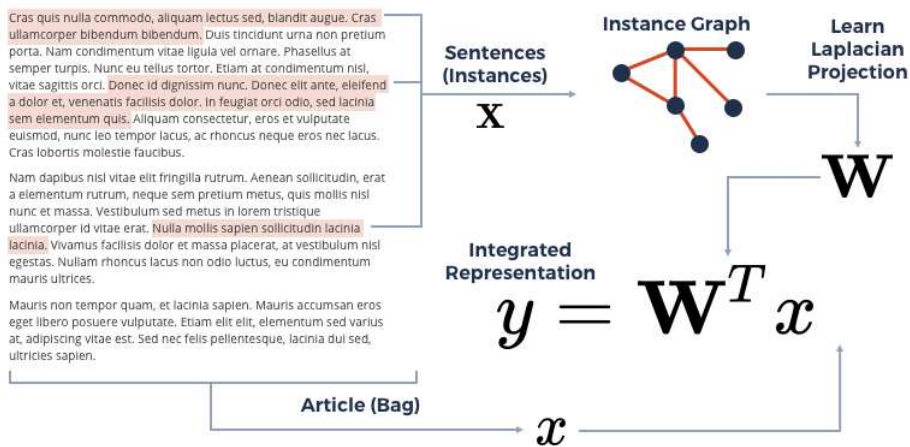 Cras quis nulla commodo, aliquam lectus sed, blandit augue. Cras
ullamcorper bibendum bibendum. Duis tincidunt urna non pretium
porta. Nam condimentum vitae ligula vel ornare. Phasellus at
semper turpis. Nunc eu tellus tortor. Etiam at condimentum nisl,
vitae sagittis orci. Donec id dignissim nunc. Donec elit ante, eleifend
a dolor et, venenatis facilisis dolor. In feugiat orci odio, sed lacinia
sem elementum quis. Aliquam consectetur, eros et vulputate
euismod, nunc leo tempor lacus, ac rhoncus neque eros nec lacus.
Cras lobortis molestie faucibus.
Nam dapibus nisl vitae elit fringilla rutrum. Aenean sollicitudin, erat
a elementum rutrum, neque sem pretium metus, quis mollis nisl
nunc et massa. Vestibulum sed metus in lorem tristique
ullamcorper id vitae erat. Nulla mollis sapien sollicitudin lacinia
lacinia. Vivamus facilisis dolor et massa placerat, at vestibulum nisl
egestas. Nullam rhoncus lacus non odio luctus, eu condimentum
mauris ultrices.
Mauris non tempor quam, et lacinia sapien. Mauris accumsan eros
eget libero posuere vulputate. Etiam elit elit, elementum sed varius
at, adipiscing vitae est. Sed nec felis pellentesque, lacinia dui sed,
ultricies sapien.
Sentences
(Instances)
x
Instance Graph
Learn
Laplacian
Projection
W
Integrated
Representation
y = W^T x
Article (Bag)
x